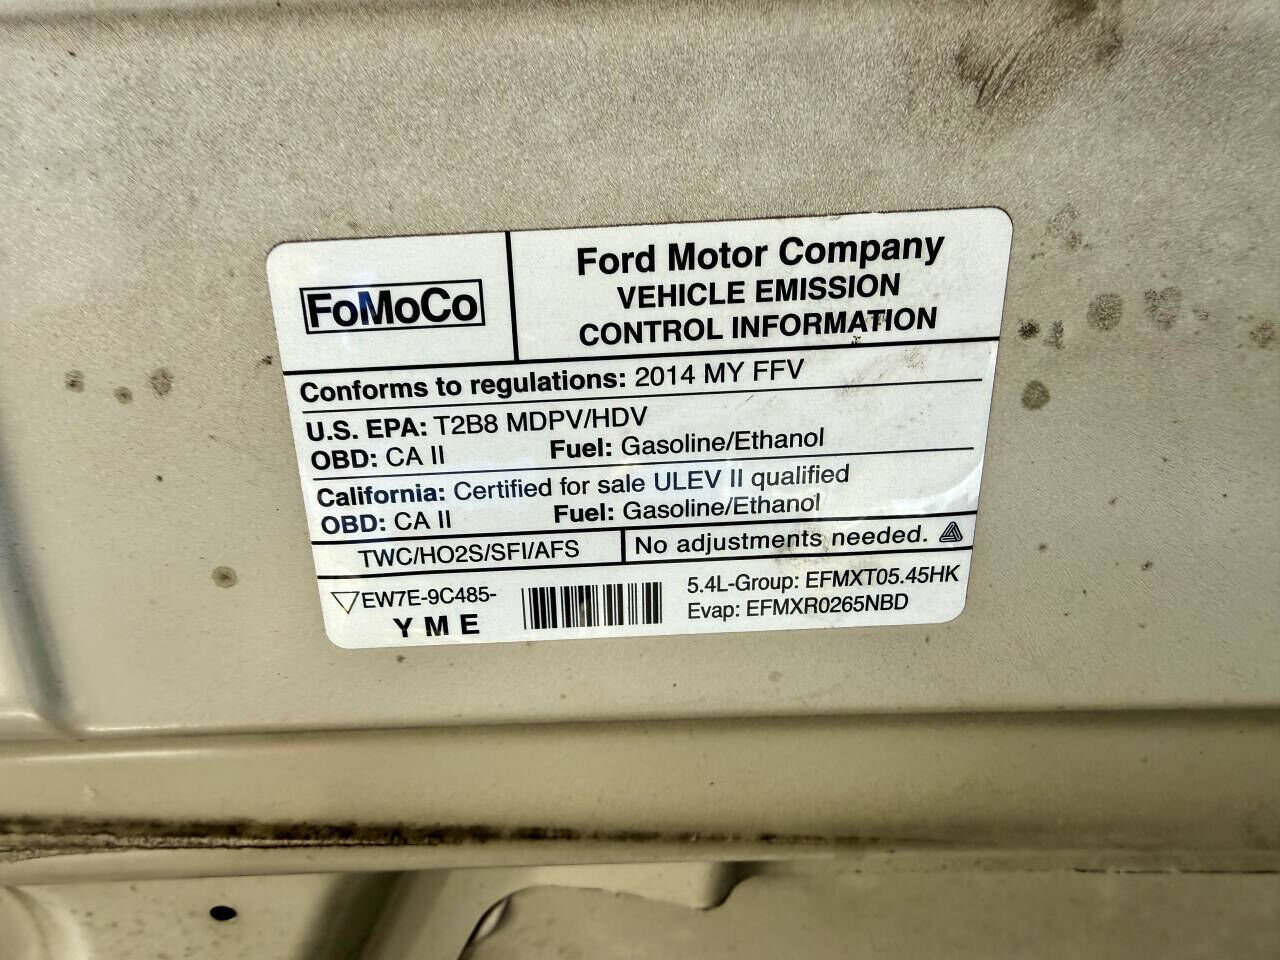 FoMoCo
Ford Motor Company
VEHICLE EMISSION
CONTROL INFORMATION
Conforms to regulations: 2014 MY FFV
U.S. EPA: T2B8 MDPV/HDV
OBD: CA II Fuel: Gasoline/Ethanol
California: Certified for sale ULEV II qualified
OBD: CA II Fuel: Gasoline/Ethanol
TWC/HO2S/SFI/AFS
No adjustments needed.
EW7E-9C485-
YME
5.4L-Group: EFMXT05.45HK
Evap: EFMXR0265NBD